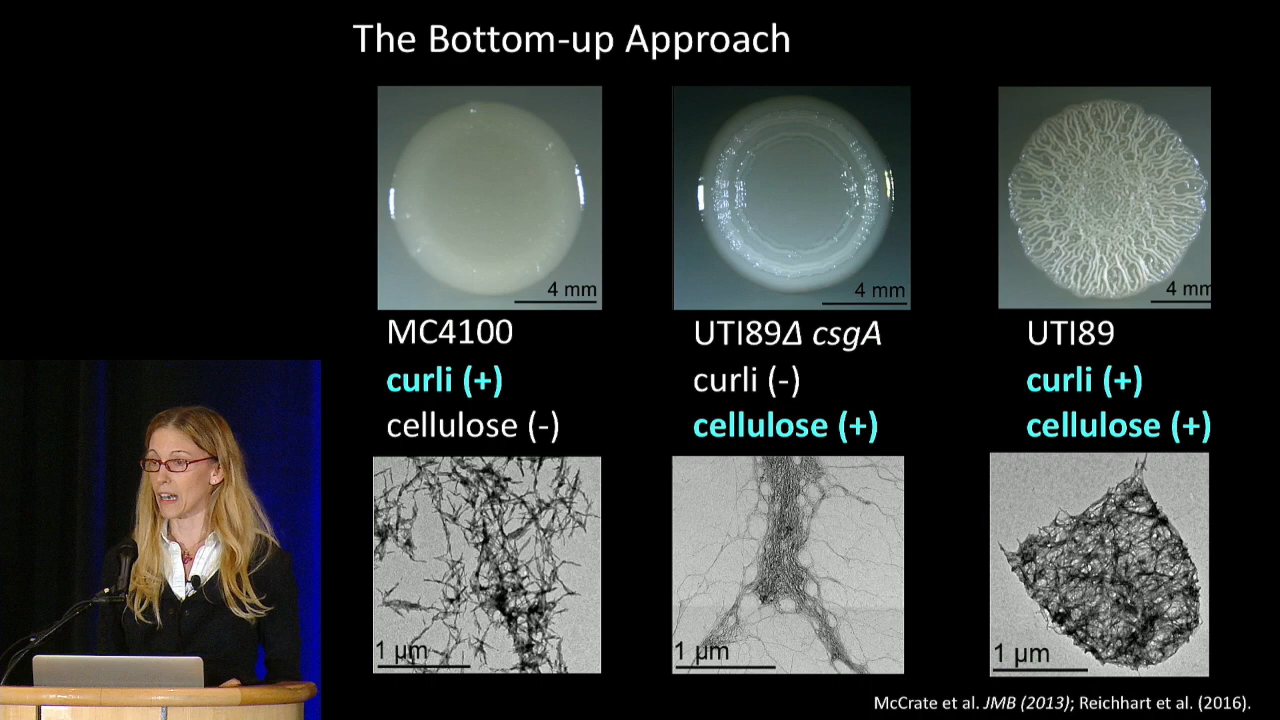 The Bottom-up Approach
4 mm
4 mm
4 mm
MC4100
UTI89Δ csgA
UTI89
curli (+)
curli (-)
curli (+)
cellulose (-)
cellulose (+)
cellulose (+)
1 μm
1 μm
1 μm
McCrate et al. JMB (2013); Reichhart et al. (2016).